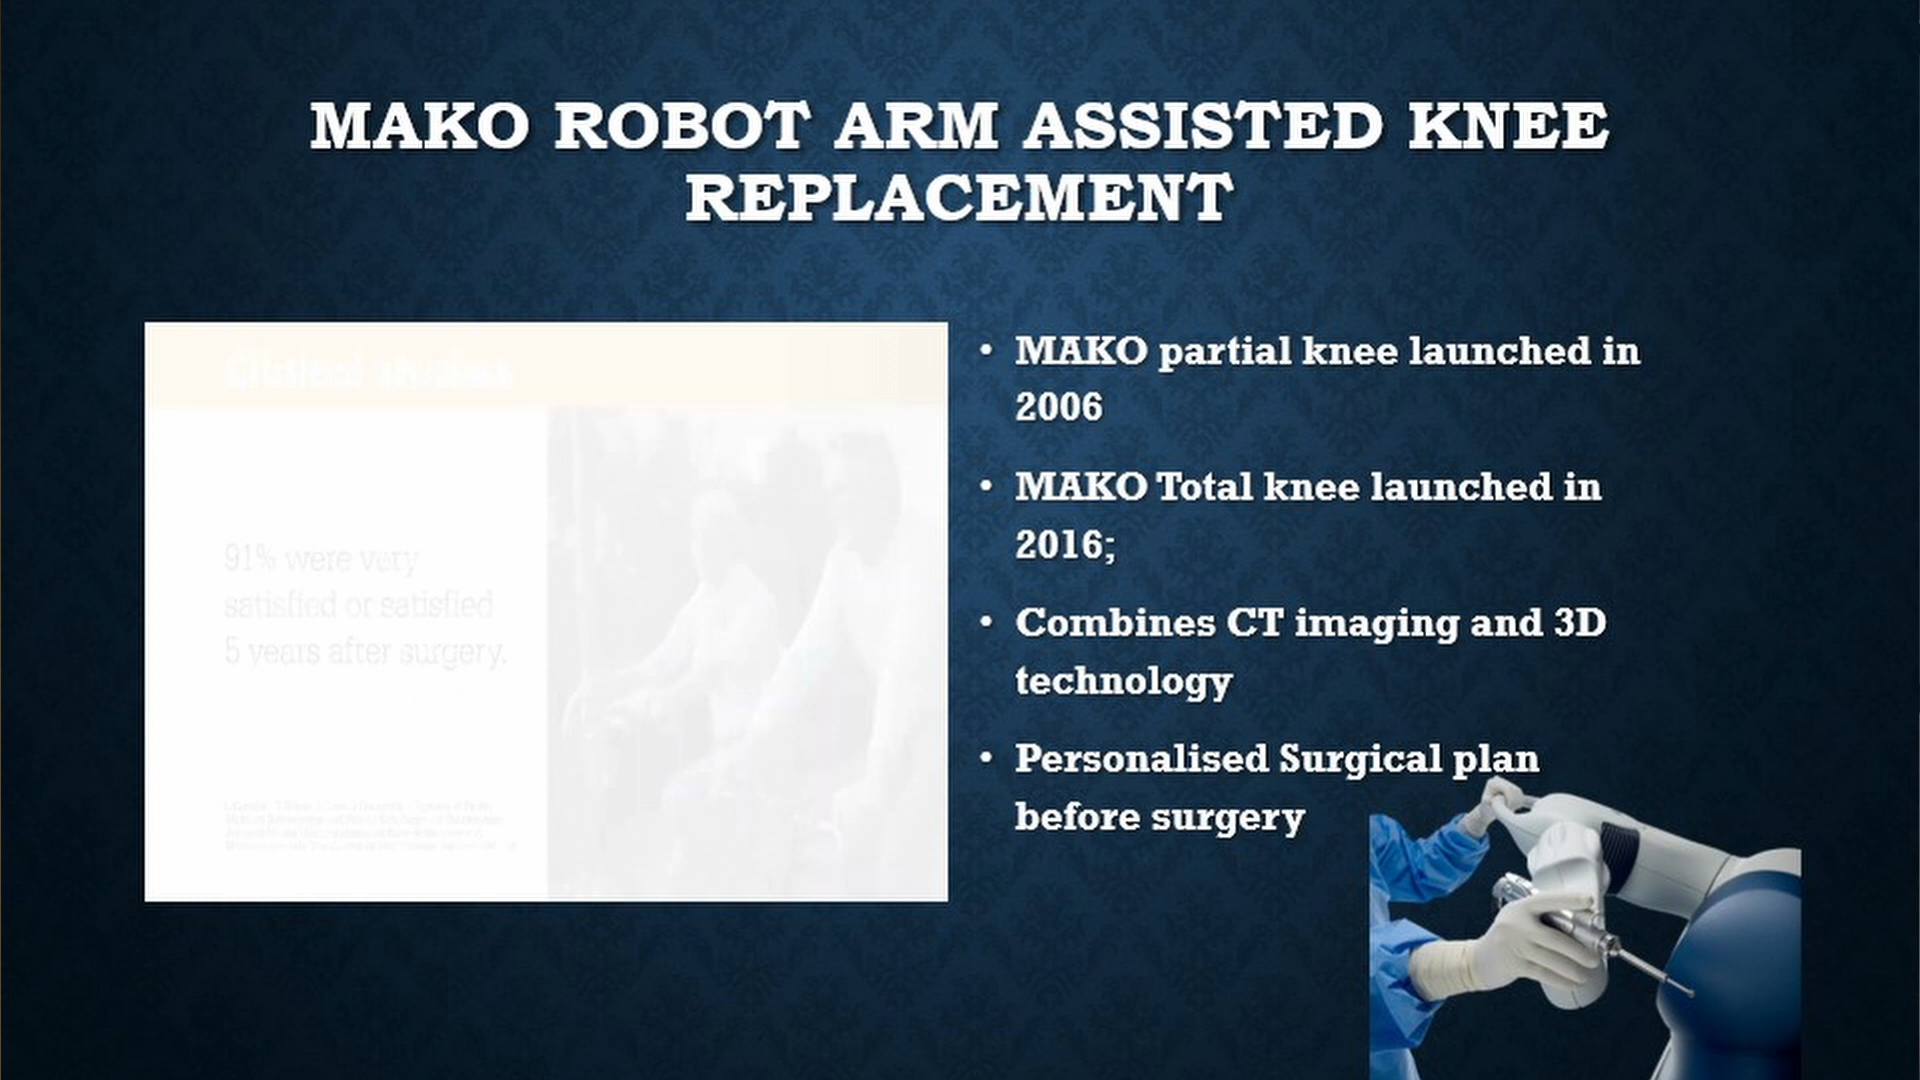 MAKO ROBOT ARM ASSISTED KNEE
REPLACEMENT
Clinical studies
91% were very
satisfied or satisfied
5 years after surgery.
• MAKO partial knee launched in
2006
• MAKO Total knee launched in
2016;
• Combines CT imaging and 3D
technology
• Personalised Surgical plan
before surgery